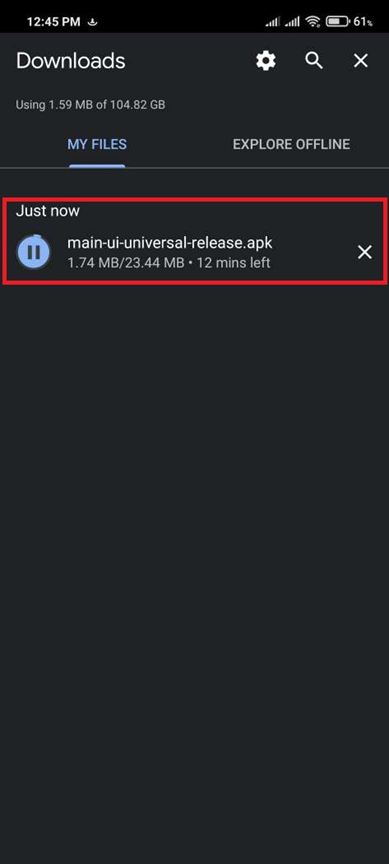 12:45 PM 61%
Downloads
Using 1.59 MB of 104.82 GB
MY FILES EXPLORE OFFLINE
Just now
main-ui-universal-release.apk
1.74 MB/23.44 MB • 12 mins left